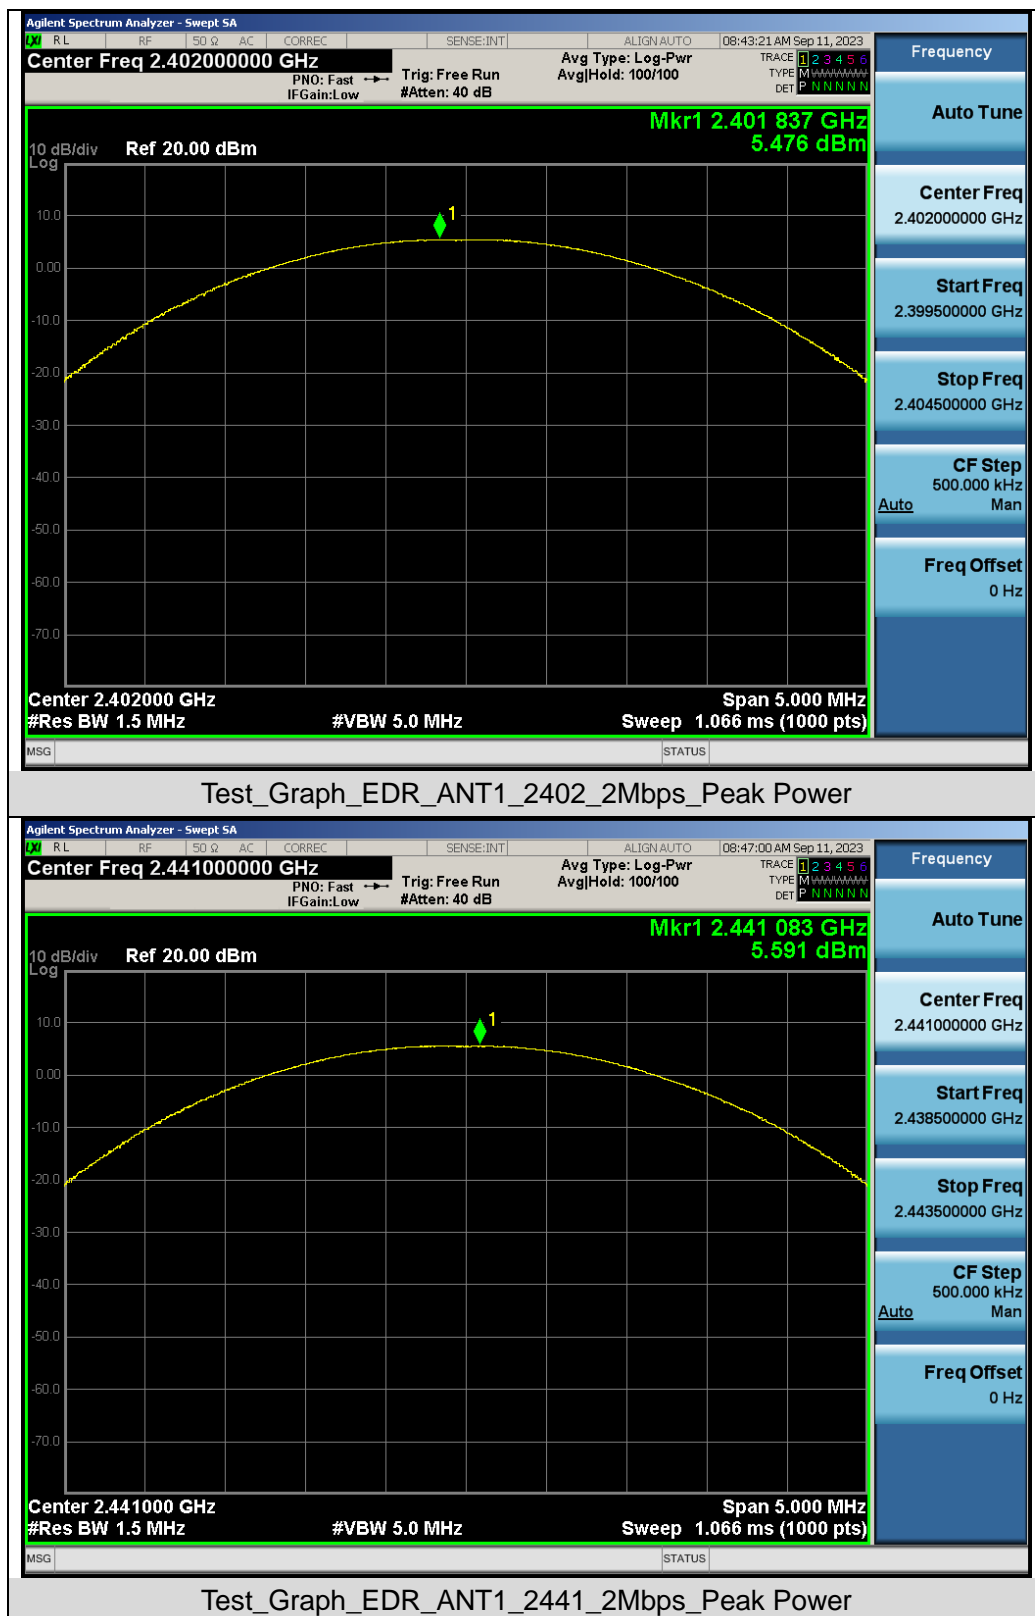 Agilent Spectrum Analyzer - Swept SA
LXI RL RF 50 Ω AC CORREC SENSE:INT ALIGN AUTO 08:43:21 AM Sep 11, 2023
Center Freq 2.402000000 GHz
PNO: Fast
IFGain:Low
Trig: Free Run
#Atten: 40 dB
Avg Type: Log-Pwr
Avg|Hold: 100/100
TRACE 1 2 3 4 5 6
TYPE M WWWWW
DET P N N N N N
Mkr1 2.401 837 GHz
5.476 dBm
10 dB/div Ref 20.00 dBm
Log
1
10.0
0.00
-10.0
-20.0
-30.0
-40.0
-50.0
-60.0
-70.0
Center 2.402000 GHz Span 5.000 MHz
#Res BW 1.5 MHz #VBW 5.0 MHz Sweep 1.066 ms (1000 pts)
MSG STATUS
Frequency
Auto Tune
Center Freq
2.402000000 GHz
Start Freq
2.399500000 GHz
Stop Freq
2.404500000 GHz
CF Step
500.000 kHz
Auto Man
Freq Offset
0 Hz
Test_Graph_EDR_ANT1_2402_2Mbps_Peak Power
Agilent Spectrum Analyzer - Swept SA
LXI RL RF 50 Ω AC CORREC SENSE:INT ALIGN AUTO 08:47:00 AM Sep 11, 2023
Center Freq 2.441000000 GHz
PNO: Fast
IFGain:Low
Trig: Free Run
#Atten: 40 dB
Avg Type: Log-Pwr
Avg|Hold: 100/100
TRACE 1 2 3 4 5 6
TYPE M WWWWW
DET P N N N N N
Mkr1 2.441 083 GHz
5.591 dBm
10 dB/div Ref 20.00 dBm
Log
1
10.0
0.00
-10.0
-20.0
-30.0
-40.0
-50.0
-60.0
-70.0
Center 2.441000 GHz Span 5.000 MHz
#Res BW 1.5 MHz #VBW 5.0 MHz Sweep 1.066 ms (1000 pts)
MSG STATUS
Frequency
Auto Tune
Center Freq
2.441000000 GHz
Start Freq
2.438500000 GHz
Stop Freq
2.443500000 GHz
CF Step
500.000 kHz
Auto Man
Freq Offset
0 Hz
Test_Graph_EDR_ANT1_2441_2Mbps_Peak Power